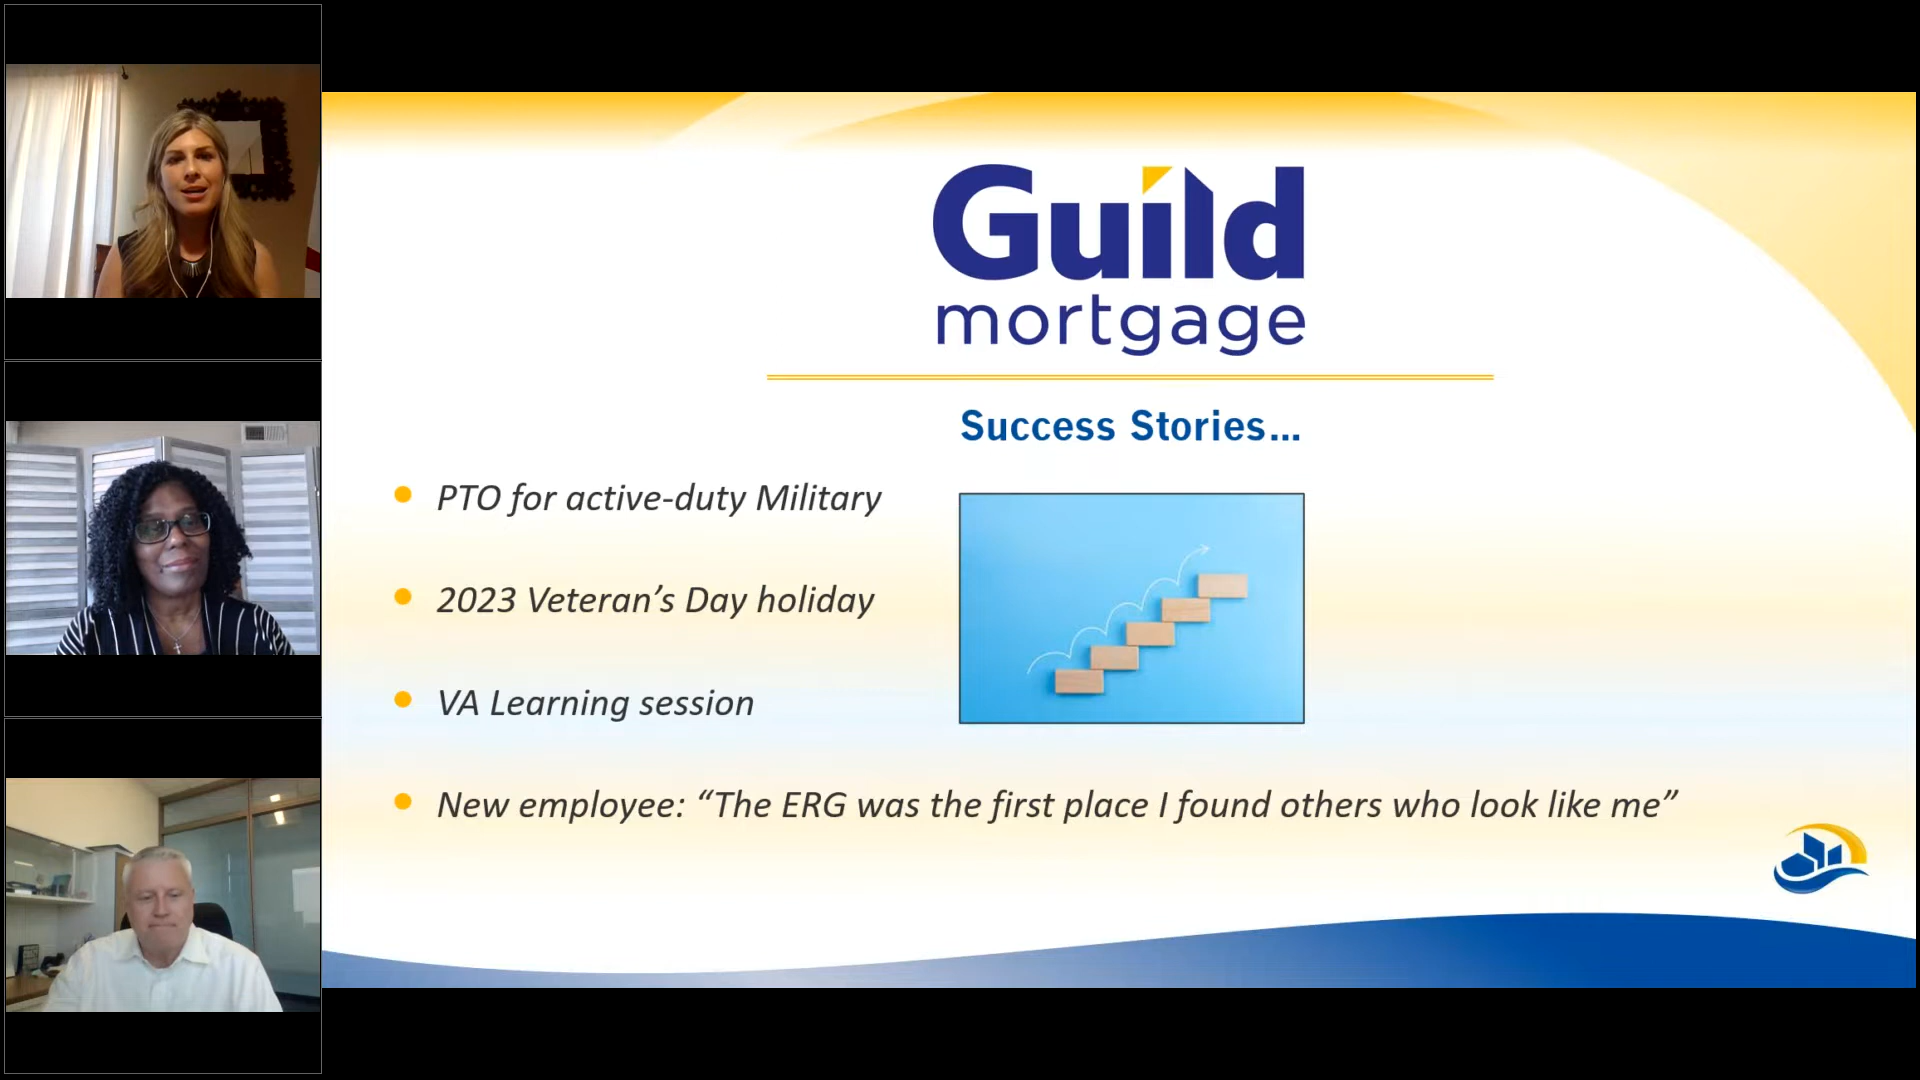 Guild
mortgage
Success Stories...
PTO for active-duty Military
2023 Veteran’s Day holiday
VA Learning session
New employee: “The ERG was the first place I found others who look like me”